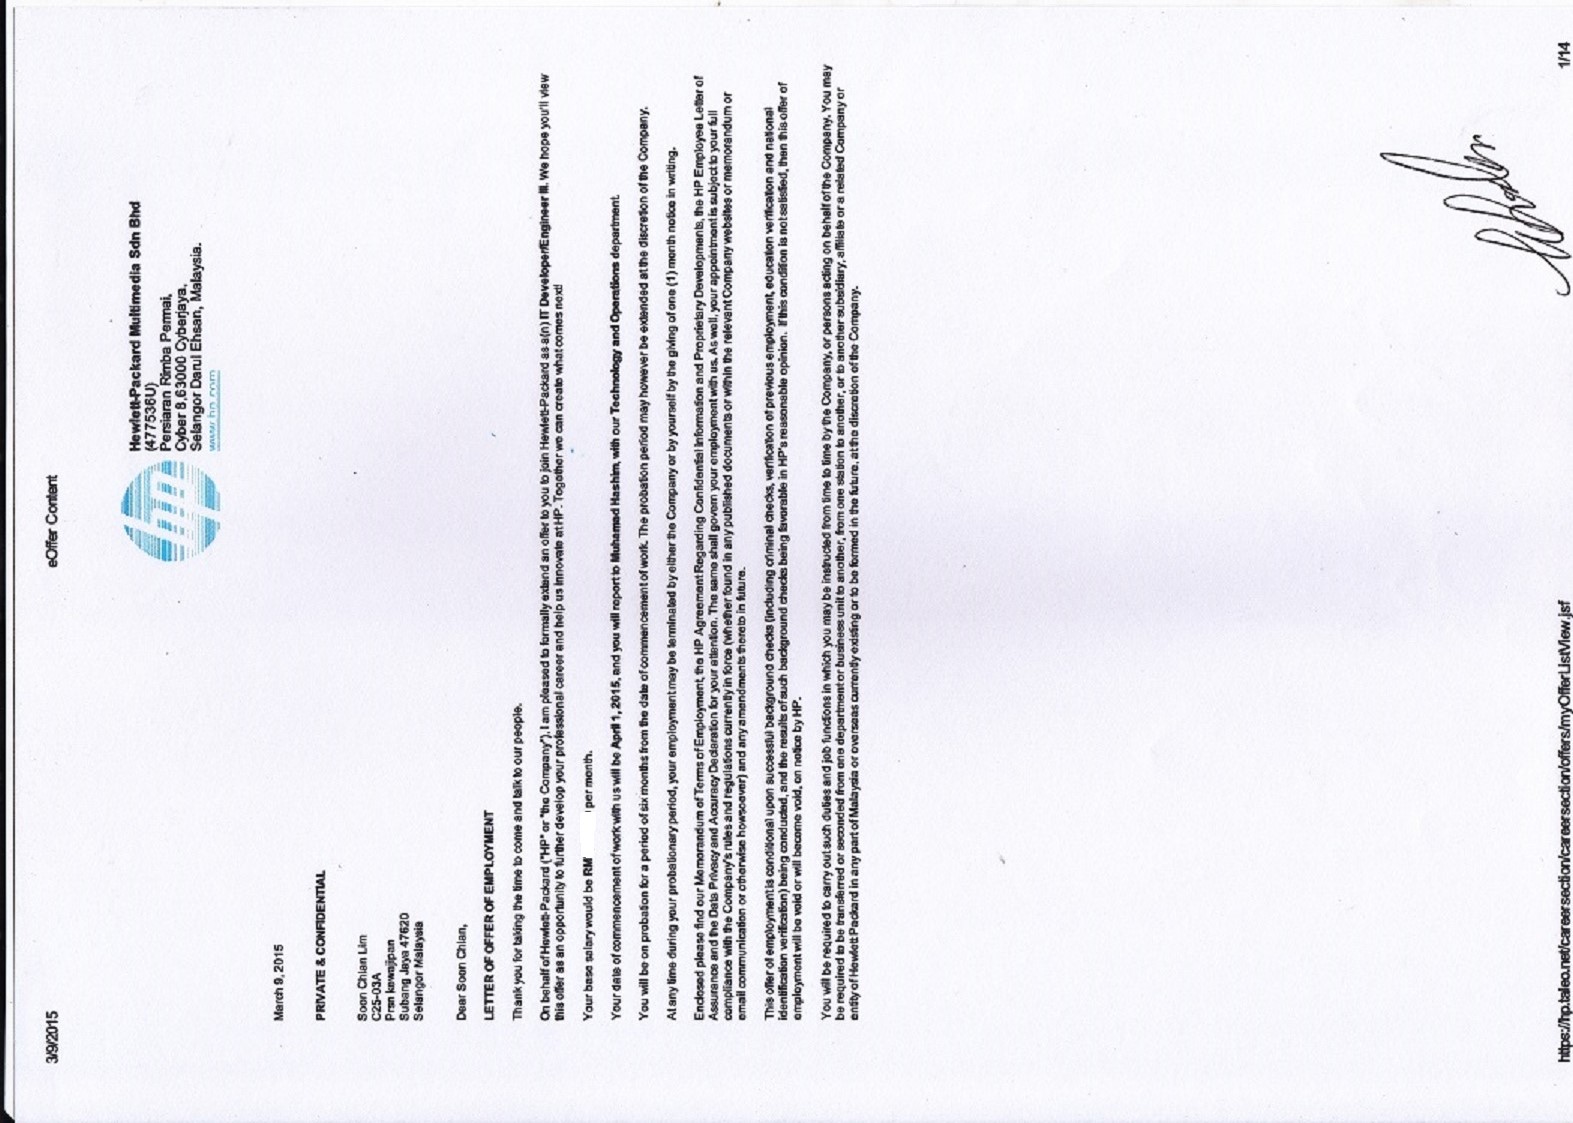 3/9/2015
eOffer Content
Hewlett-Packard Multimedia Sdn Bhd
(477536U)
Persiaran Rimba Permai,
Cyber 8,63000 Cyberjaya,
Selangor Darul Ehsan, Malaysia.
www.hp.com
March 9, 2015
PRIVATE & CONFIDENTIAL
Soon Chian Lim
C25-03A
Prsn kewajipan
Subang Jaya 47620
Selangor Malaysia
Dear Soon Chian,
LETTER OF OFFER OF EMPLOYMENT
Thank you for taking the time to come and talk to our people.
On behalf of Hewlett-Packard ("HP" or "the Company"), I am pleased to formally extend an offer to you to join Hewlett-Packard as a(n) IT Developer/Engineer III. We hope you'll view
this offer as an opportunity to further develop your professional career and help us innovate at HP. Together we can create what comes next!
Your base salary would be RM per month.
Your date of commencement of work with us will be April 1, 2015, and you will report to Muhamed Hashim, with our Technology and Operations department.
You will be on probation for a period of six months from the date of commencement of work. The probation period may however be extended at the discretion of the Company.
At any time during your probationary period, your employment may be terminated by either the Company or by yourself by the giving of one (1) month notice in writing.
Enclosed please find our Memorandum of Terms of Employment, the HP Agreement Regarding Confidential Information and Proprietary Developments, the HP Employee Letter of
Assurance and the Data Privacy and Accuracy Declaration for your attention. The same shall govern your employment with us. As well, your appointment is subject to your full
compliance with the Company's rules and regulations currently in force (whether found in any published documents or within the relevant Company websites or memorandum or
email communication or otherwise howsoever) and any amendments thereto in future.
This offer of employment is conditional upon successful background checks (including criminal checks, verification of previous employment, education verification and national
identification verification) being conducted, and the results of such background checks being favorable in HP's reasonable opinion. If this condition is not satisfied, then this offer of
employment will be void or will become void, on notice by HP.
You will be required to carry out such duties and job functions in which you may be instructed from time to time by the Company, or persons acting on behalf of the Company. You may
be required to be transferred or seconded from one department or business unit to another, from one station to another, or to another subsidiary, affiliate or a related Company or
entity of Hewlett Packard in any part of Malaysia or overseas currently existing or to be formed in the future, at the discretion of the Company.
https://hp.taleo.net/careersection/careersection/offers/myOfferListView.jsf
1/14